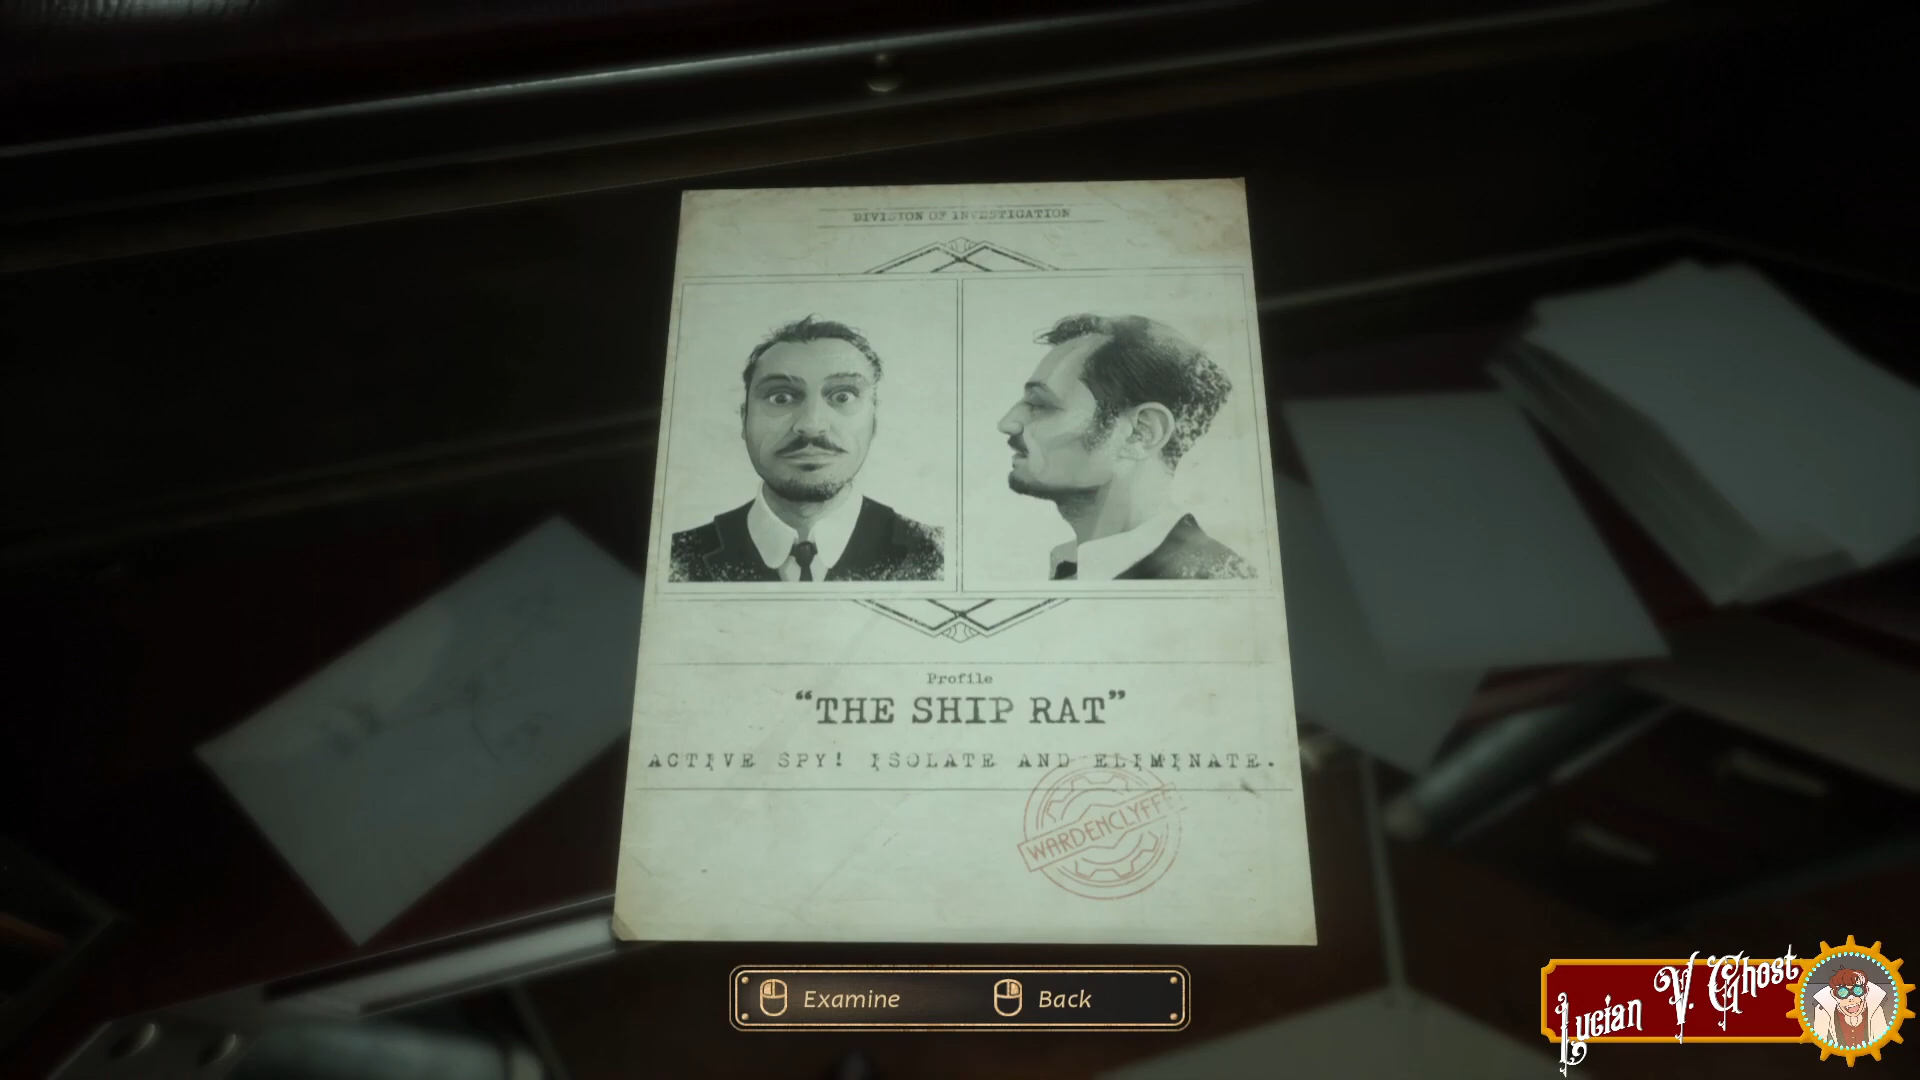 DIVISION OF INVESTIGATION
Profile
“THE SHIP RAT”
ACTIVE SPY! ISOLATE AND ELIMINATE.
WARDENCLYFFE
Examine
Back
Lucian V. Ghost